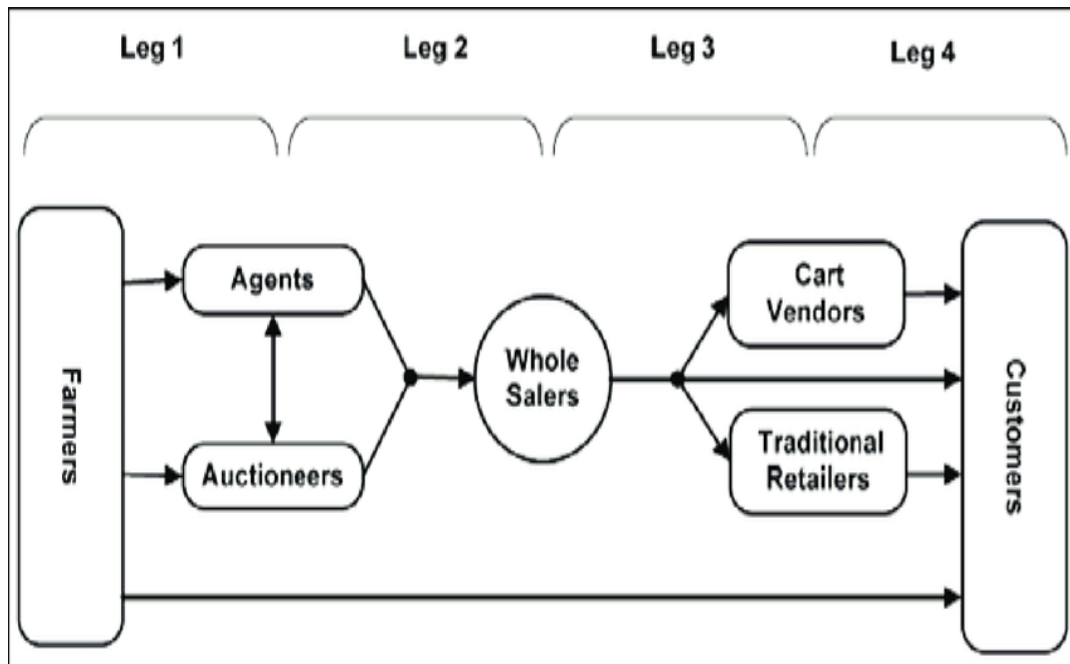 Leg 1
Leg 2
Leg 3
Leg 4
Farmers
Agents
Auctioneers
Whole
Salers
Cart
Vendors
Traditional
Retailers
Customers